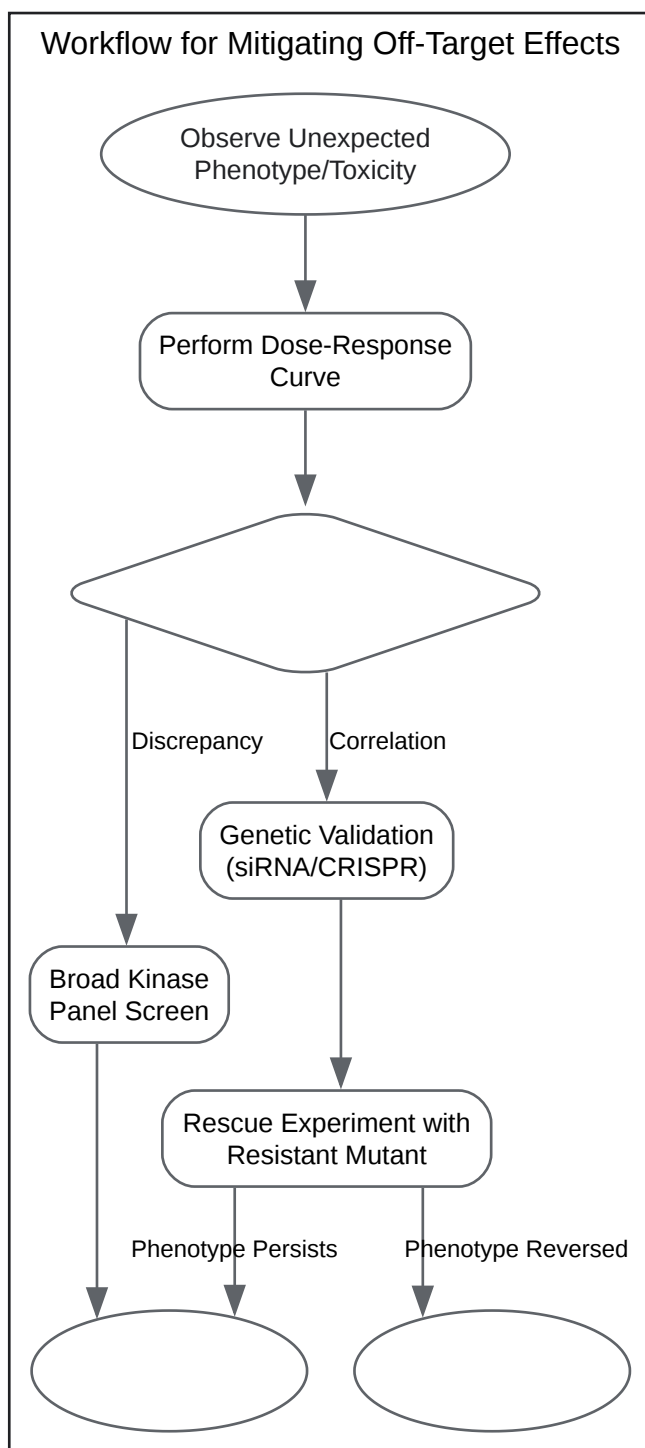 Workflow for Mitigating Off-Target Effects
Observe Unexpected
Phenotype/Toxicity
Perform Dose-Response
Curve
Discrepancy
Correlation
Genetic Validation
(siRNA/CRISPR)
Broad Kinase
Panel Screen
Rescue Experiment with
Resistant Mutant
Phenotype Persists
Phenotype Reversed